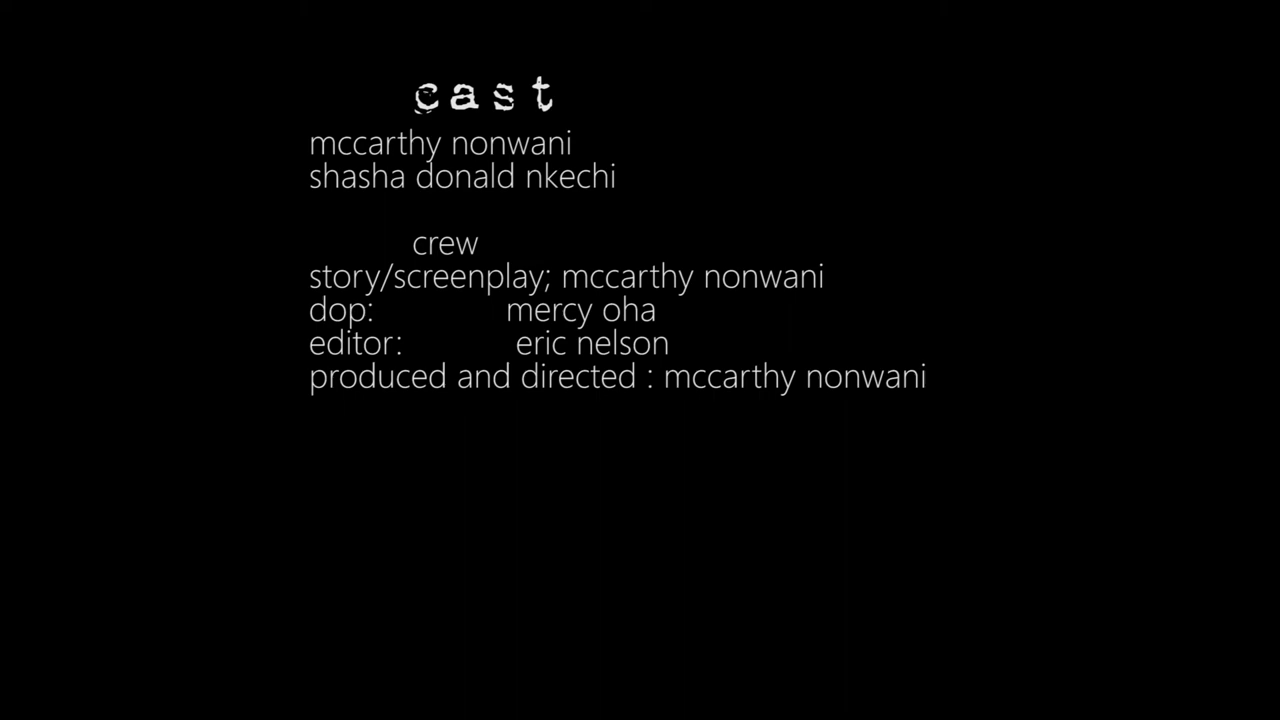 cast
mccarthy nonwani
shasha donald nkechi
crew
story/screenplay; mccarthy nonwani
dop: mercy oha
editor: eric nelson
produced and directed : mccarthy nonwani